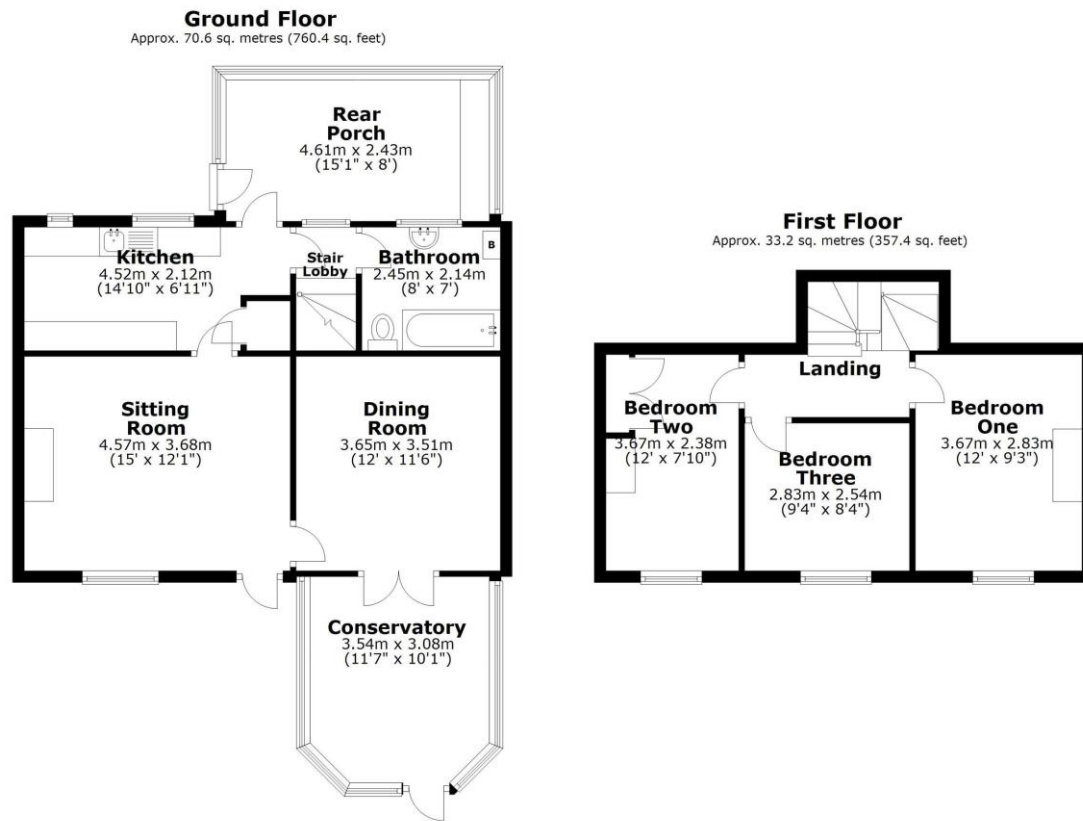 Ground Floor
Approx. 70.6 sq. metres (760.4 sq. feet)
Rear
Porch
4.61m x 2.43m
(15'1" x 8')
Kitchen
4.52m x 2.12m
(14'10" x 6'11")
Stair
Lobby
Bathroom
2.45m x 2.14m
(8' x 7')
B
Sitting
Room
4.57m x 3.68m
(15' x 12'1")
Dining
Room
3.65m x 3.51m
(12' x 11'6")
Conservatory
3.54m x 3.08m
(11'7" x 10'1")
First Floor
Approx. 33.2 sq. metres (357.4 sq. feet)
Landing
Bedroom
Two
3.67m x 2.38m
(12' x 7'10")
Bedroom
Three
2.83m x 2.54m
(9'4" x 8'4")
Bedroom
One
3.67m x 2.83m
(12' x 9'3")